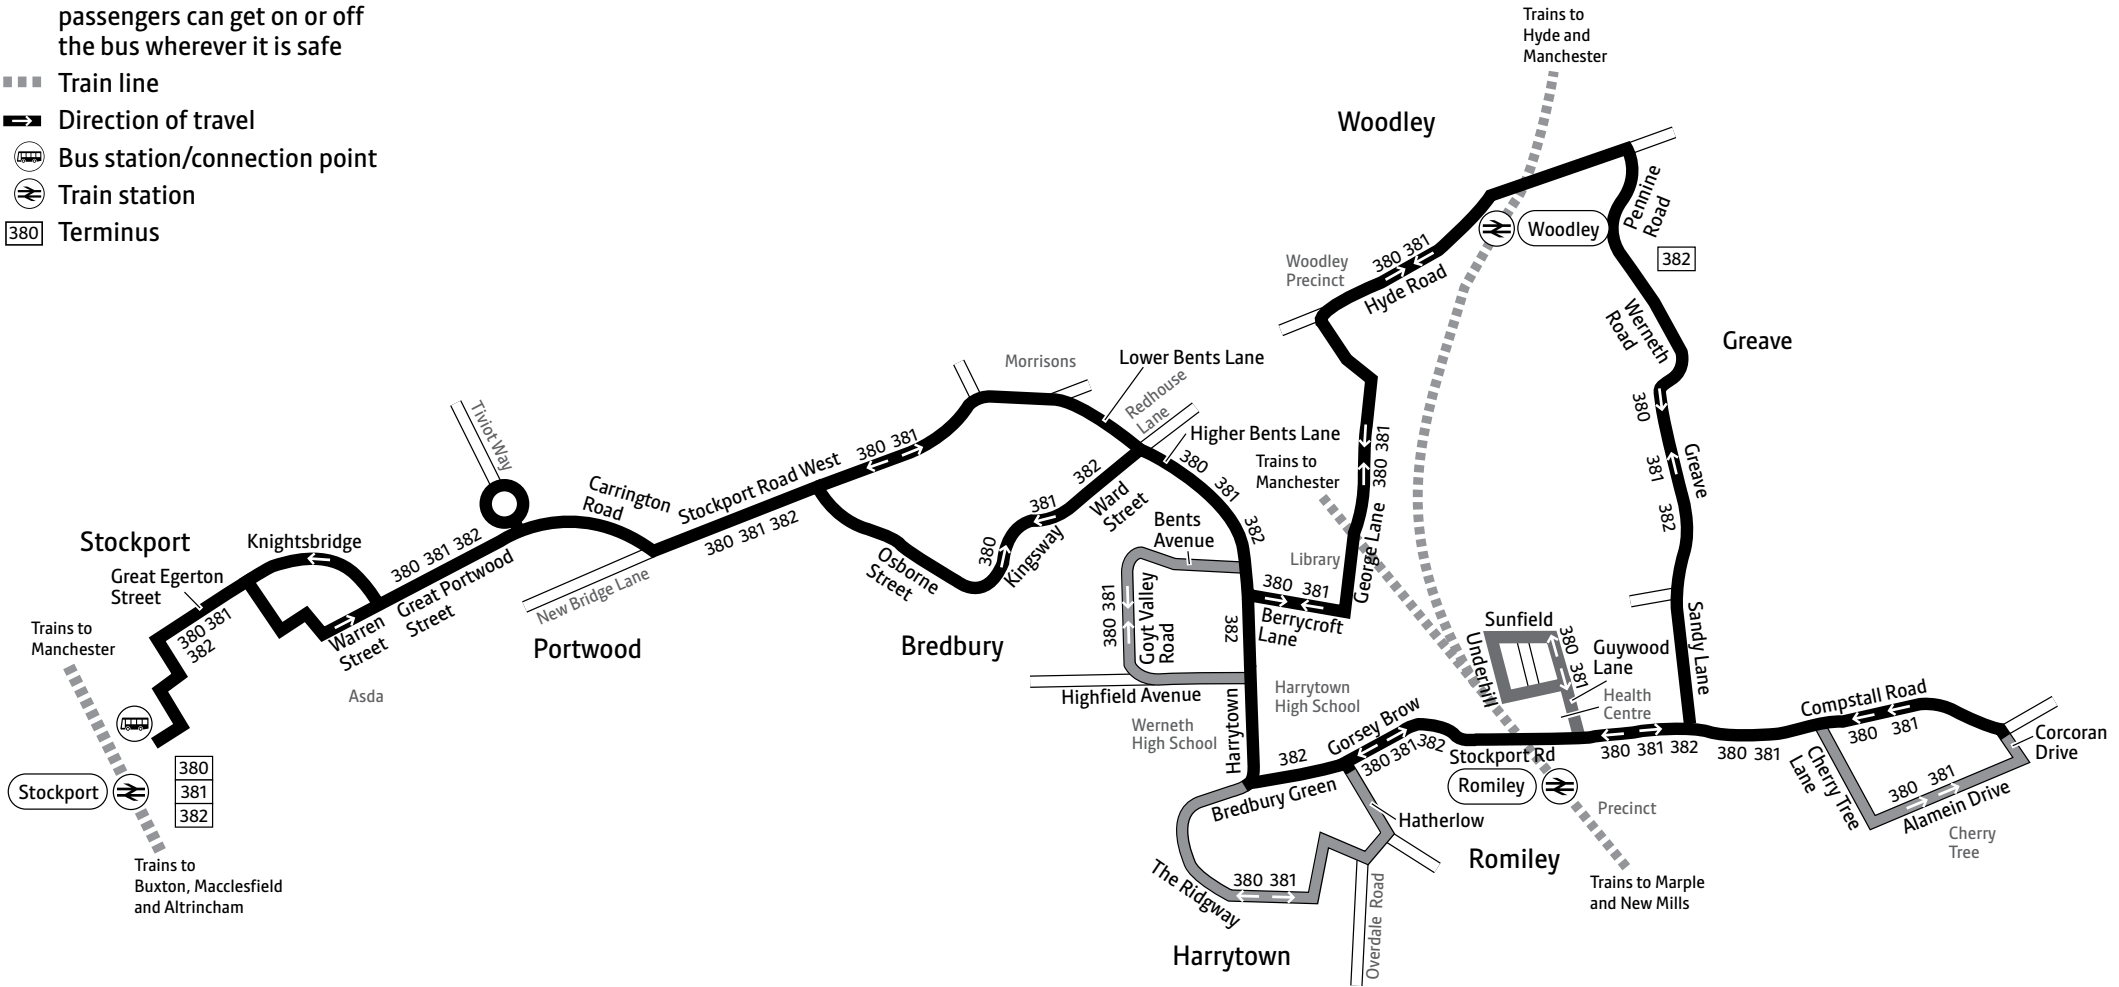 passengers can get on or off
the bus wherever it is safe
Train line
Direction of travel
Bus station/connection point
Train station
380 Terminus
Trains to
Hyde and
Manchester
Woodley
Pennine
Road
Woodley
382
Woodley
Precinct
380 381
Hyde Road
Werneth
Road
Greave
Morrisons
Lower Bents Lane
Redhouse
Lane
Higher Bents Lane
Trains to
Manchester
380 381
George Lane
380
Greave
381
382
Tiviot Way
Carrington
Road
Stockport Road West
380 381
380 381 382
382
381
380
Ward
Street
Kingsway
Osborne
Street
380
381
382
Bents
Avenue
Library
380 381
Berrycroft
Lane
Stockport
Knightsbridge
380 381 382
Great Portwood
Street
Great Egerton
Street
380 381
382
Warren
Street
New Bridge Lane
Portwood
Bredbury
Asda
Trains to
Manchester
380 381
Goyt Valley
Road
382
Highfield Avenue
Werneth
High School
Harrytown
Harrytown
High School
Sunfield
Underhill
380 381
Guywood
Lane
Health
Centre
Sandy Lane
Compstall Road
380 381
Corcoran
Drive
Gorsey Brow
380 381 382
Stockport Rd
380 381 382
380 381
Cherry Tree
Lane
380 381
Alamein Drive
Cherry
Tree
382
Bredbury Green
Romiley
Precinct
Hatherlow
Romiley
Stockport
380
381
382
Trains to
Buxton, Macclesfield
and Altrincham
The Ridgway
380 381
Overdale Road
Harrytown
Trains to Marple
and New Mills